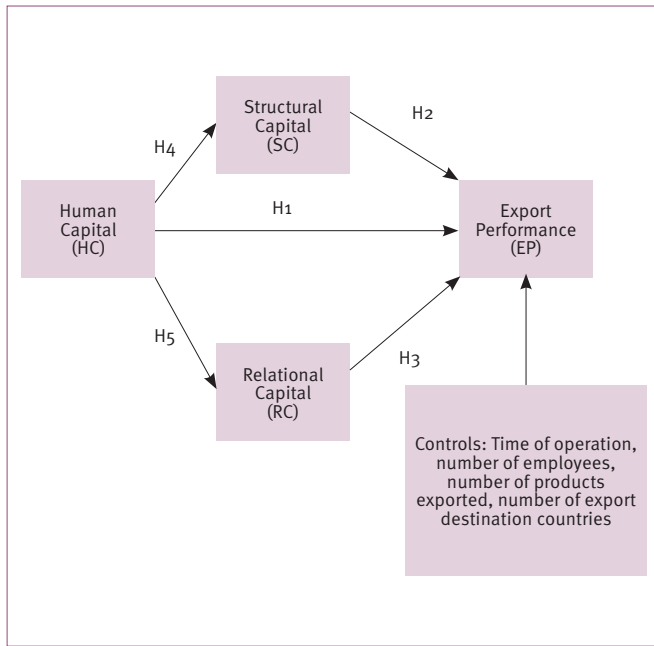 Structural
Capital
(SC)
H2
H4
Human
Capital
(HC)
H1
Export
Performance
(EP)
H5
Relational
Capital
(RC)
H3
Controls: Time of operation,
number of employees,
number of products
exported, number of export
destination countries